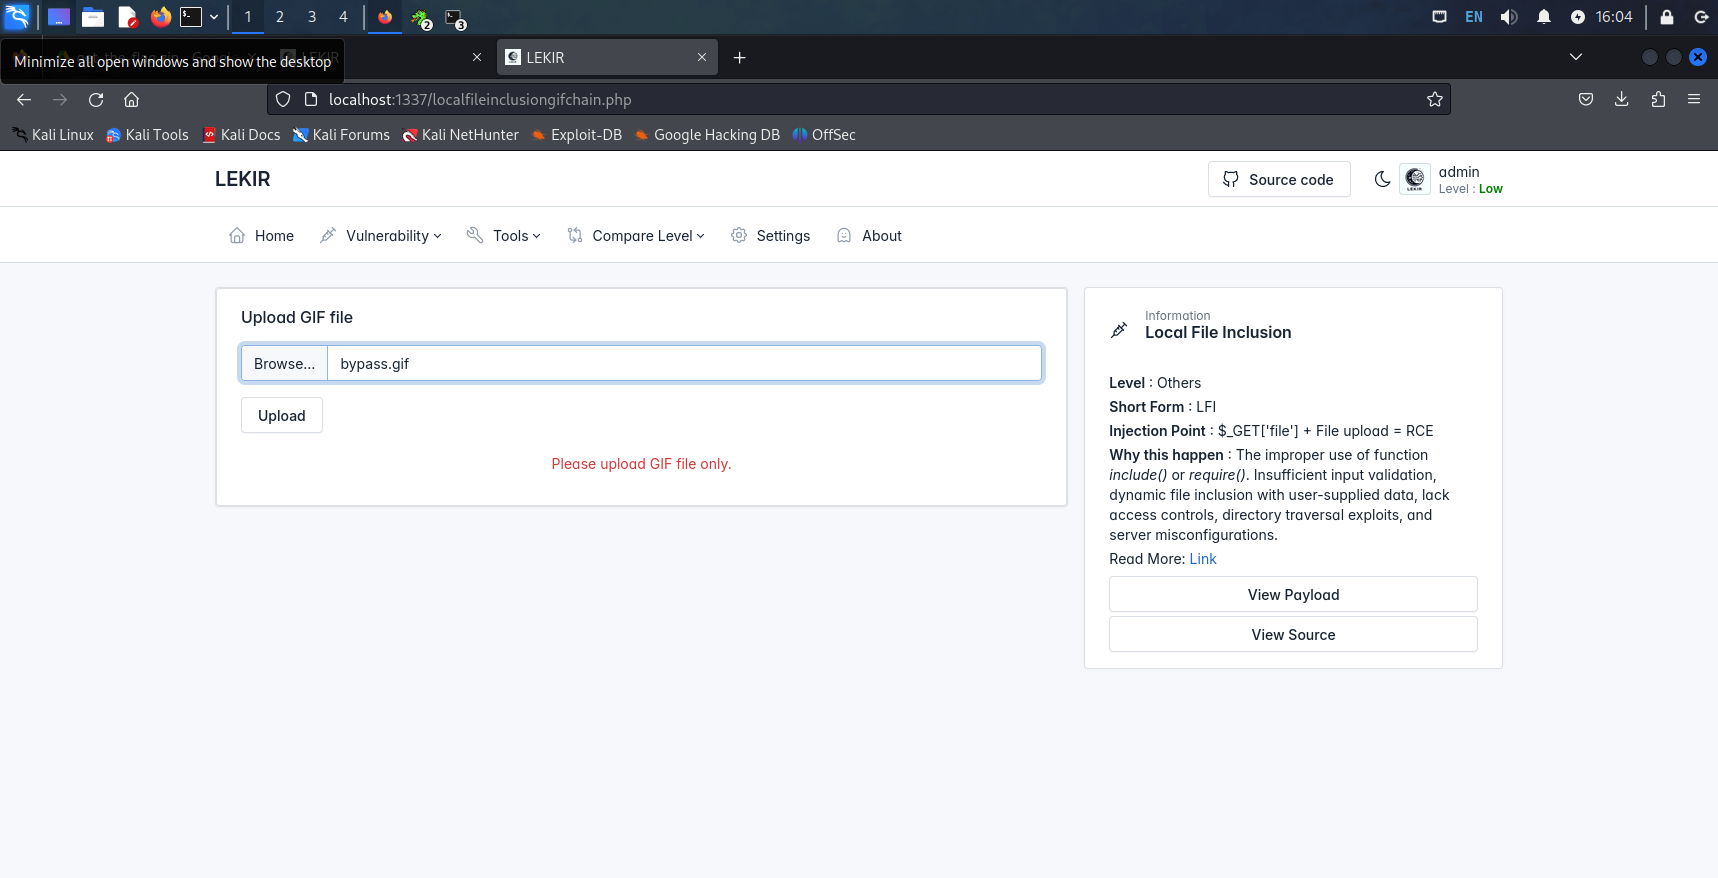 1 2 3 4 2 3 EN 16:04
Minimize all open windows and show the desktop
LEKIR
localhost:1337/localfileinclusiongifchain.php
Kali Linux Kali Tools Kali Docs Kali Forums Kali NetHunter Exploit-DB Google Hacking DB OffSec
LEKIR Source code admin
Level : Low
Home Vulnerability Tools Compare Level Settings About
Upload GIF file
Browse... bypass.gif
Upload
Please upload GIF file only.
Information
Local File Inclusion
Level : Others
Short Form : LFI
Injection Point : $_GET['file'] + File upload = RCE
Why this happen : The improper use of function
include() or require(). Insufficient input validation,
dynamic file inclusion with user-supplied data, lack
access controls, directory traversal exploits, and
server misconfigurations.
Read More: Link
View Payload
View Source